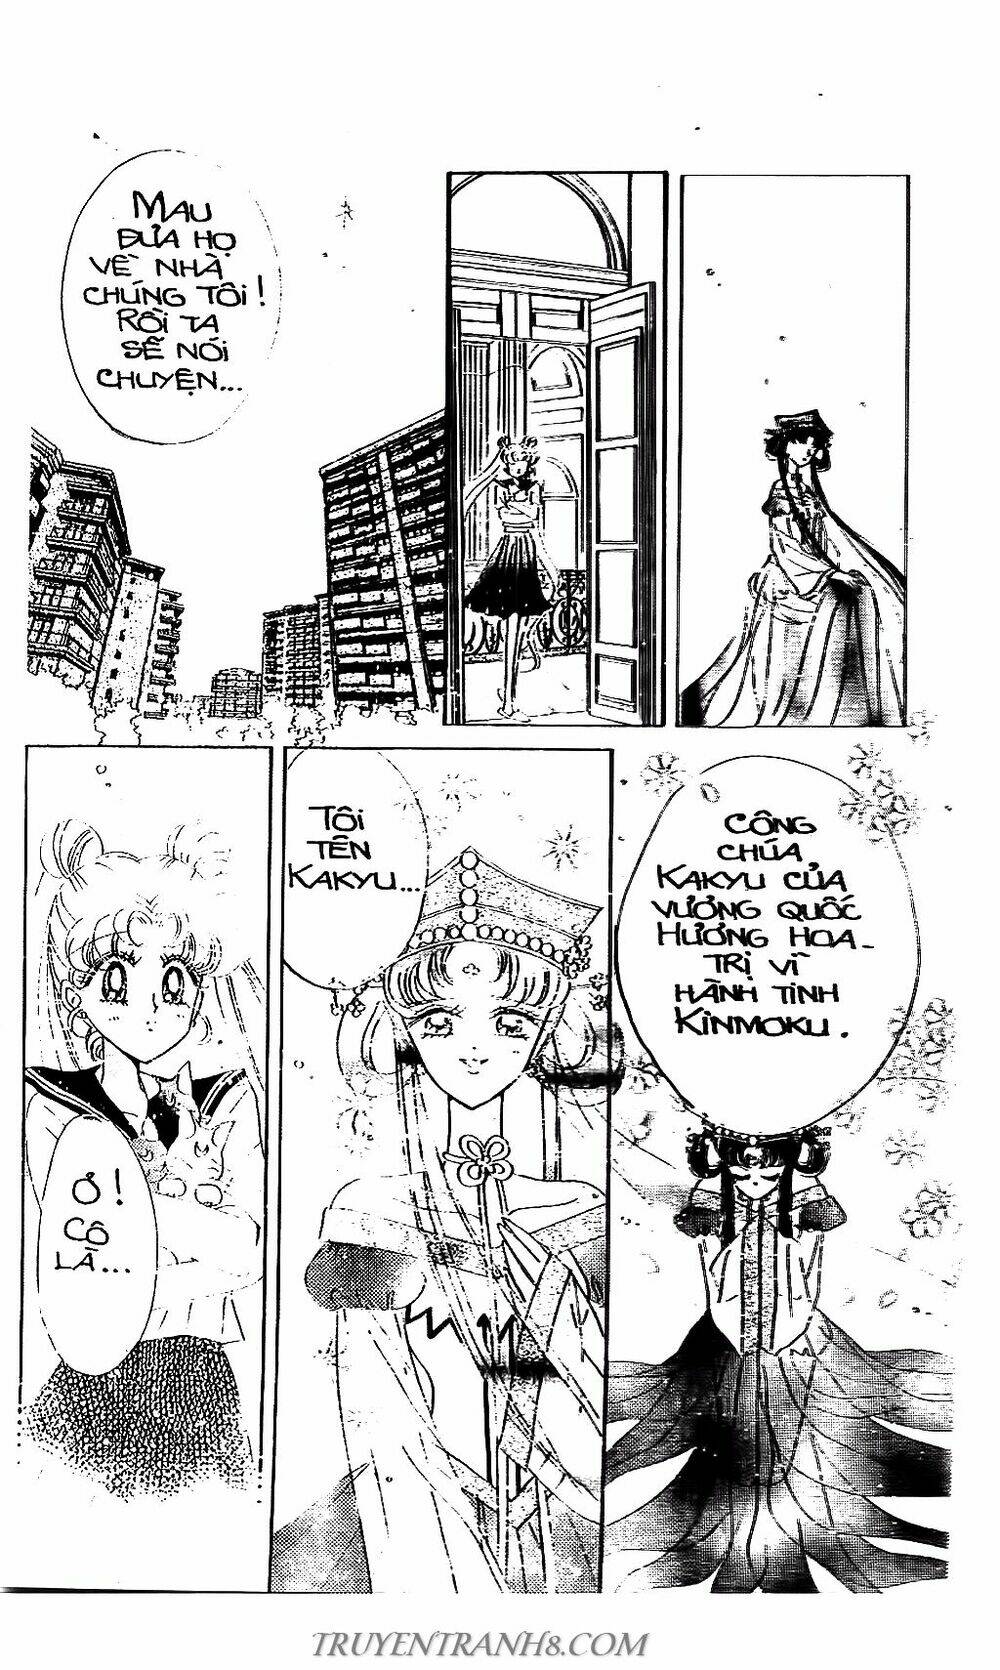 MAU
ĐƯA HỌ
VỀ NHÀ
CHÚNG TÔI!
RỒI TA
SẼ NÓI
CHUYỆN...
Ơ!
CÔ
LÀ...
TÔI
TÊN
KAKYU...
CÔNG
CHÚA
KAKYU CỦA
VƯƠNG QUỐC
HƯƠNG HOA_
TRỊ VÌ
HÀNH TINH
KINMOKU.
TRUYENTRANH8.COM